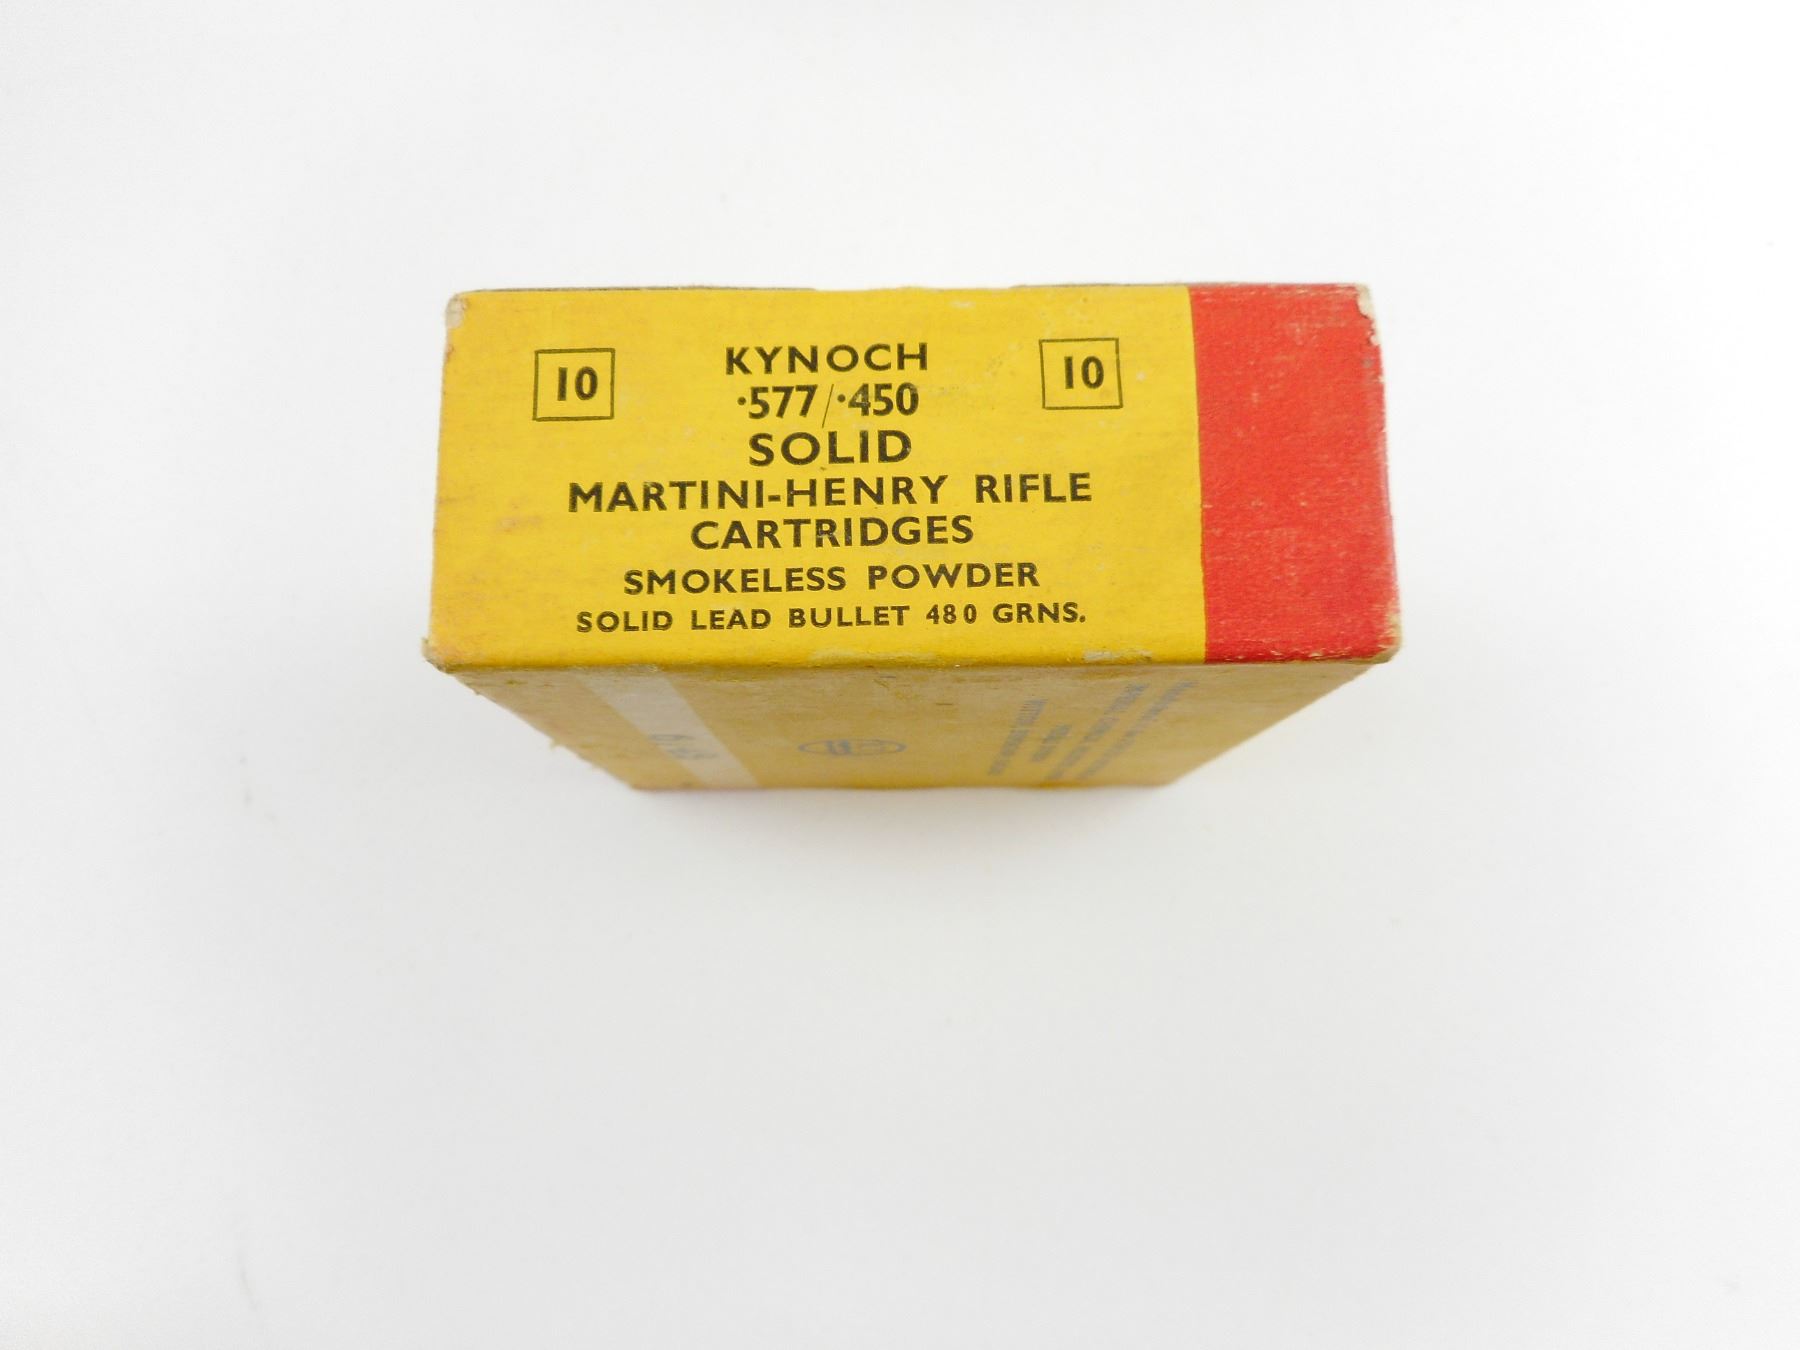 10 KYNOCH 10
·577/·450
SOLID
MARTINI-HENRY RIFLE
CARTRIDGES
SMOKELESS POWDER
SOLID LEAD BULLET 480 GRNS.